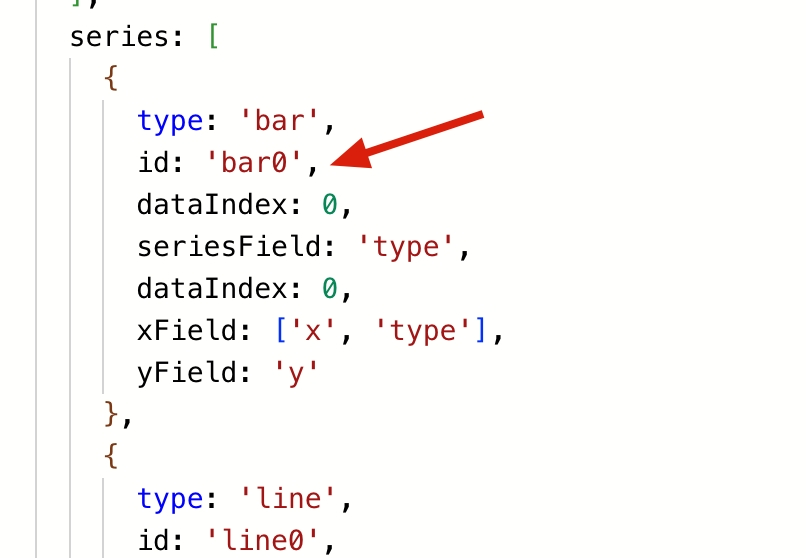 ],
series: [
{
type: 'bar',
id: 'bar0',
dataIndex: 0,
seriesField: 'type',
dataIndex: 0,
xField: ['x', 'type'],
yField: 'y'
},
{
type: 'line',
id: 'line0',